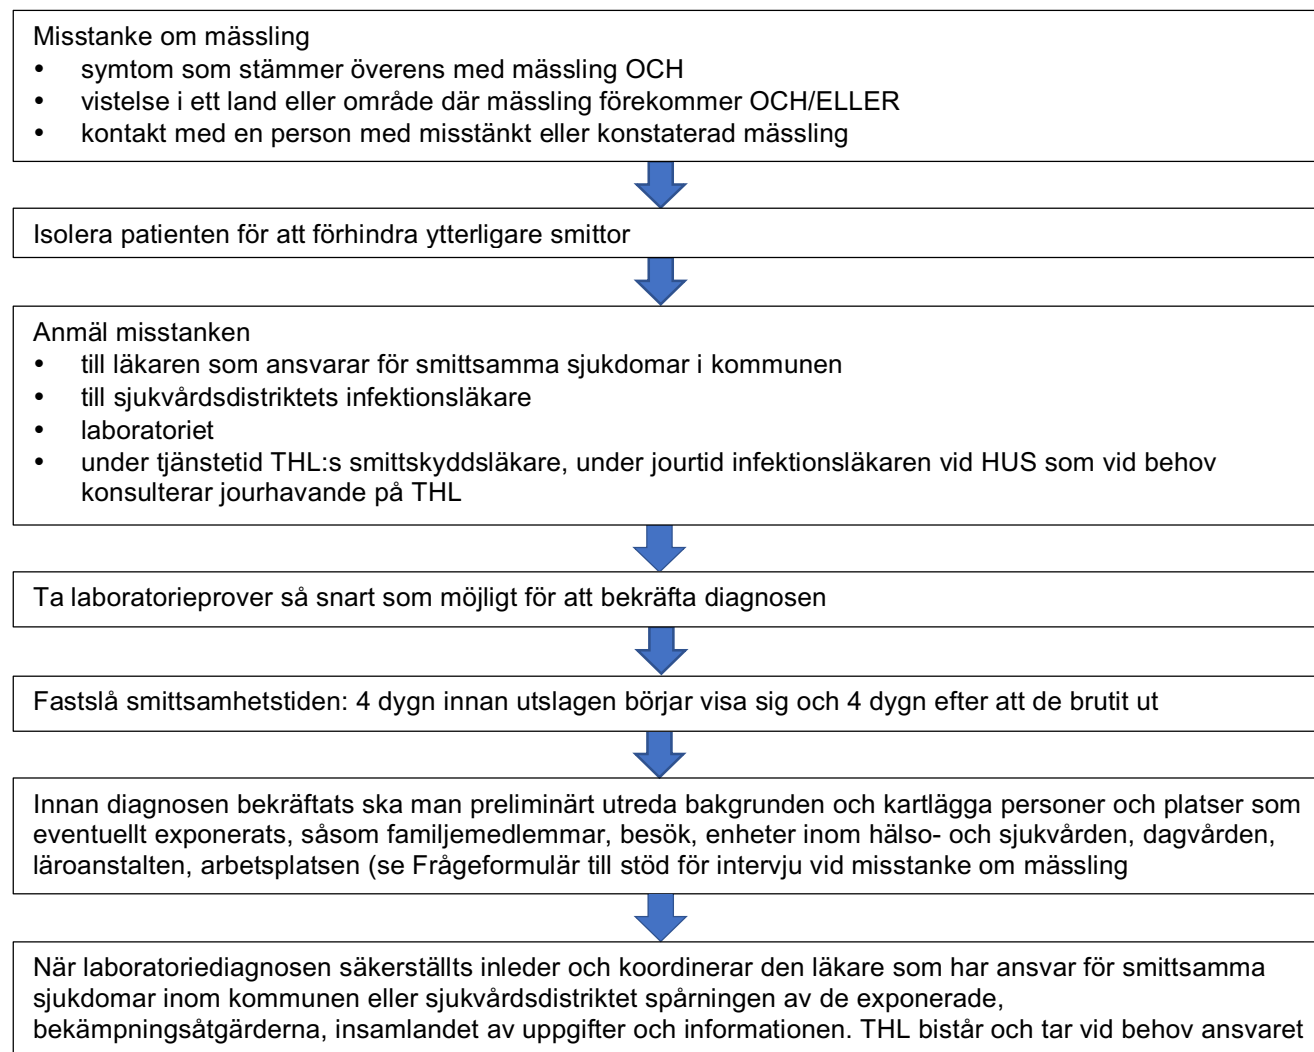 Misstanke om mässling
• symtom som stämmer överens med mässling OCH
• vistelse i ett land eller område där mässling förekommer OCH/ELLER
• kontakt med en person med misstänkt eller konstaterad mässling
Isolera patienten för att förhindra ytterligare smittor
Anmäl misstanken
• till läkaren som ansvarar för smittsamma sjukdomar i kommunen
• till sjukvårdsdistriktets infektionsläkare
• laboratoriet
• under tjänstetid THL:s smittskyddsläkare, under jourtid infektionsläkaren vid HUS som vid behov
konsulterar jourhavande på THL
Ta laboratorieprover så snart som möjligt för att bekräfta diagnosen
Fastslå smittsamhetstiden: 4 dygn innan utslagen börjar visa sig och 4 dygn efter att de brutit ut
Innan diagnosen bekräftats ska man preliminärt utreda bakgrunden och kartlägga personer och platser som
eventuellt exponerats, såsom familjemedlemmar, besök, enheter inom hälso- och sjukvården, dagvården,
läroanstalten, arbetsplatsen (se Frågeformulär till stöd för intervju vid misstanke om mässling
När laboratoriediagnosen säkerställts inleder och koordinerar den läkare som har ansvar för smittsamma
sjukdomar inom kommunen eller sjukvårdsdistriktet spårningen av de exponerade,
bekämpningsåtgärderna, insamlandet av uppgifter och informationen. THL bistår och tar vid behov ansvaret